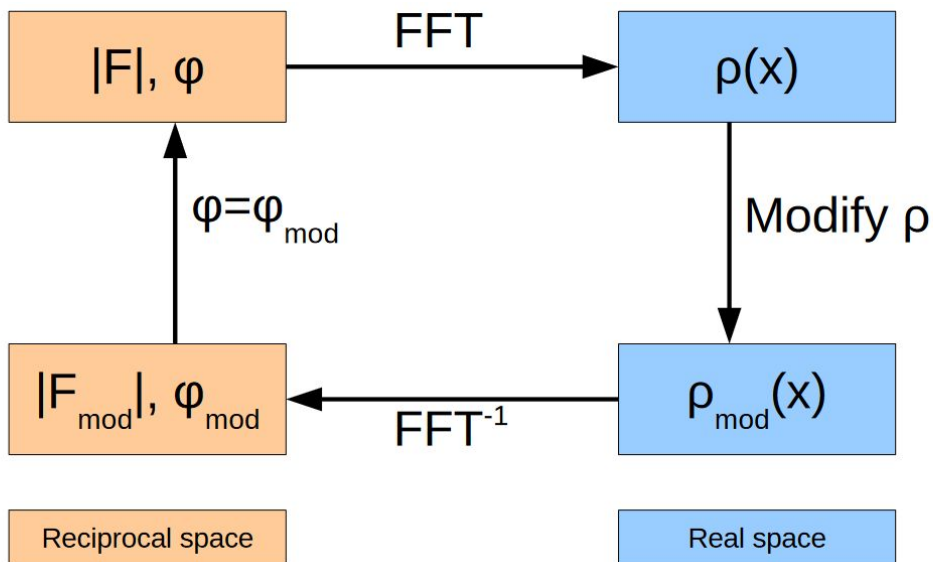 |F|, φ
FFT
ρ(x)
φ=φmod
Modify ρ
|Fmod|, φmod
FFT-1
ρmod(x)
Reciprocal space
Real space